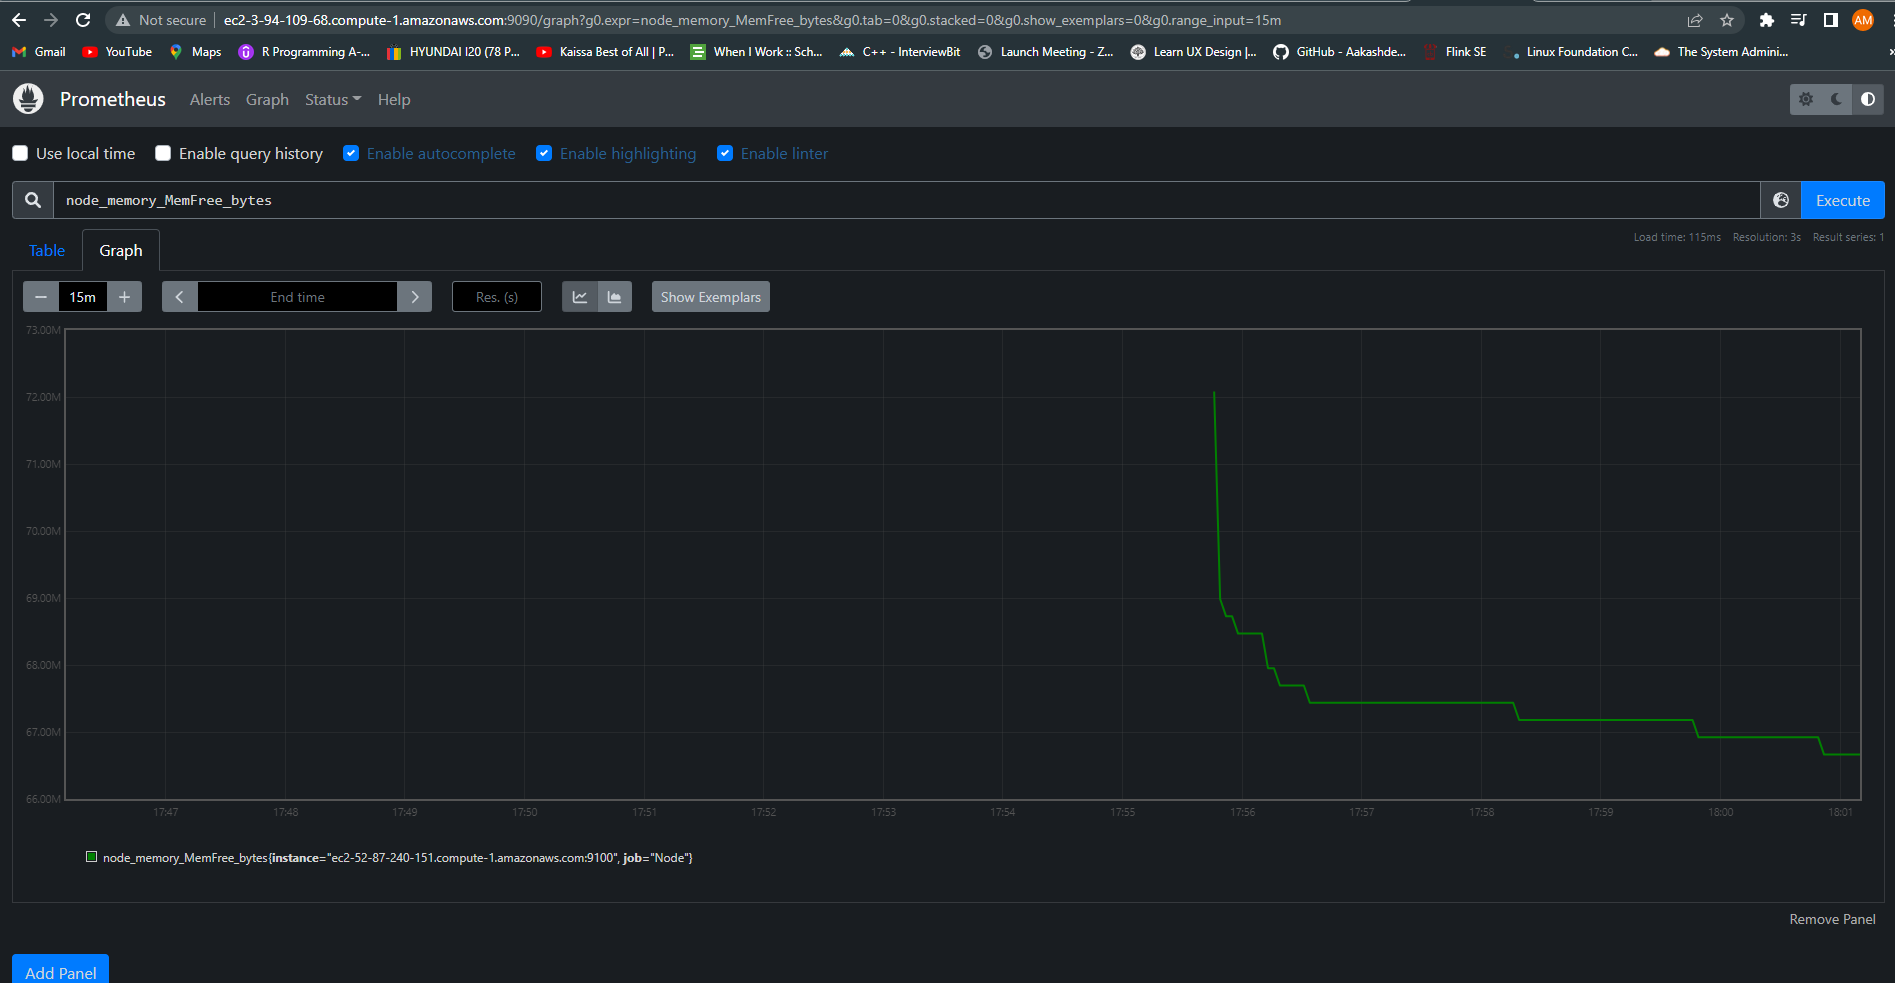 Not secure ec2-3-94-109-68.compute-1.amazonaws.com:9090/graph?g0.expr=node_memory_MemFree_bytes&g0.tab=0&g0.stacked=0&g0.show_exemplars=0&g0.range_input=15m AM
Gmail YouTube Maps R Programming A-... HYUNDAI I20 (78 P... Kaissa Best of All | P... When I Work :: Sch... C++ - InterviewBit Launch Meeting - Z... Learn UX Design |... GitHub - Aakashde... Flink SE Linux Foundation C... The System Admini...
Prometheus Alerts Graph Status Help
Use local time Enable query history Enable autocomplete Enable highlighting Enable linter
node_memory_MemFree_bytes Execute
Table Graph Load time: 115ms Resolution: 3s Result series: 1
15m End time Res. (s) Show Exemplars
73.00M
72.00M
71.00M
70.00M
69.00M
68.00M
67.00M
66.00M
17:47 17:48 17:49 17:50 17:51 17:52 17:53 17:54 17:55 17:56 17:57 17:58 17:59 18:00 18:01
node_memory_MemFree_bytes{instance="ec2-52-87-240-151.compute-1.amazonaws.com:9100", job="Node"}
Remove Panel
Add Panel